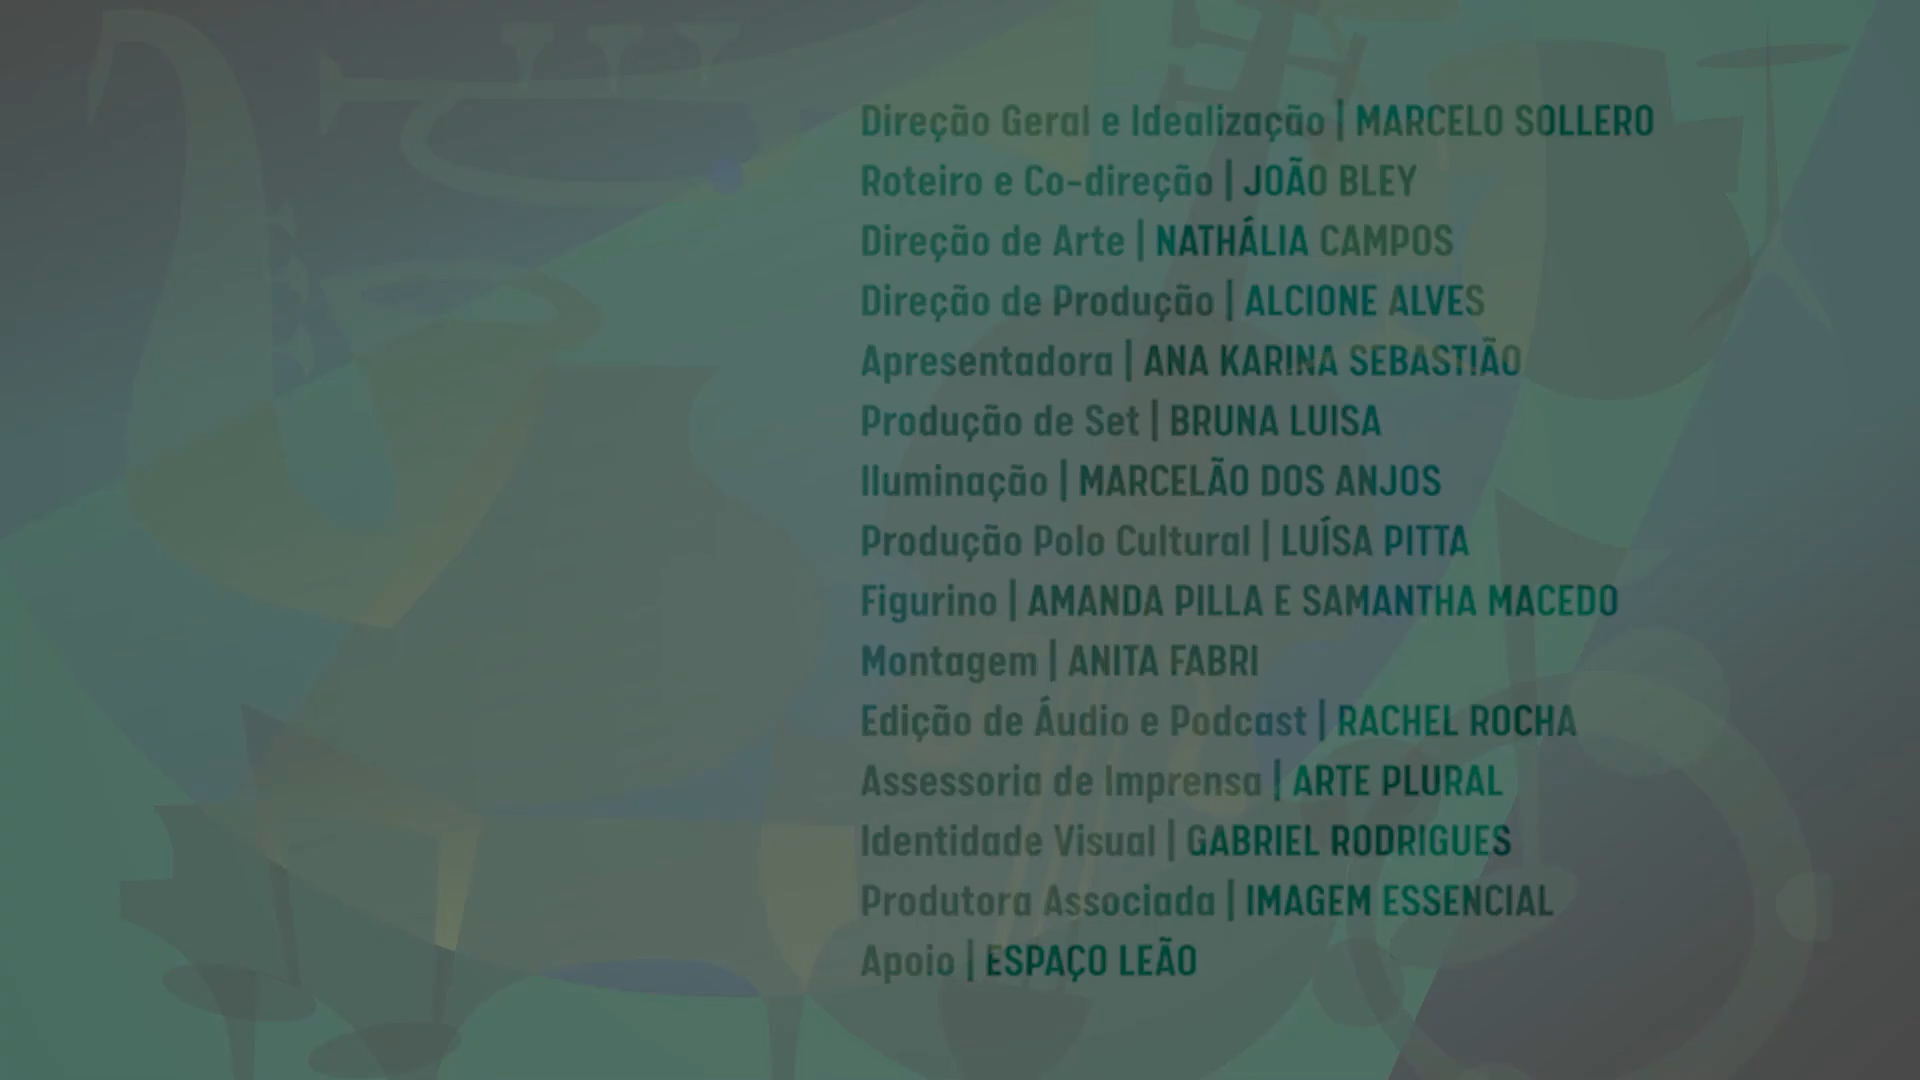 Direção Geral e Idealização | MARCELO SOLLERO
Roteiro e Co-direção | JOÃO BLEY
Direção de Arte | NATHÁLIA CAMPOS
Direção de Produção | ALCIONE ALVES
Apresentadora | ANA KARINA SEBASTIÃO
Produção de Set | BRUNA LUISA
Iluminação | MARCELÃO DOS ANJOS
Produção Polo Cultural | LUÍSA PITTA
Figurino | AMANDA PILLA E SAMANTHA MACEDO
Montagem | ANITA FABRI
Edição de Áudio e Podcast | RACHEL ROCHA
Assessoria de Imprensa | ARTE PLURAL
Identidade Visual | GABRIEL RODRIGUES
Produtora Associada | IMAGEM ESSENCIAL
Apoio | ESPAÇO LEÃO